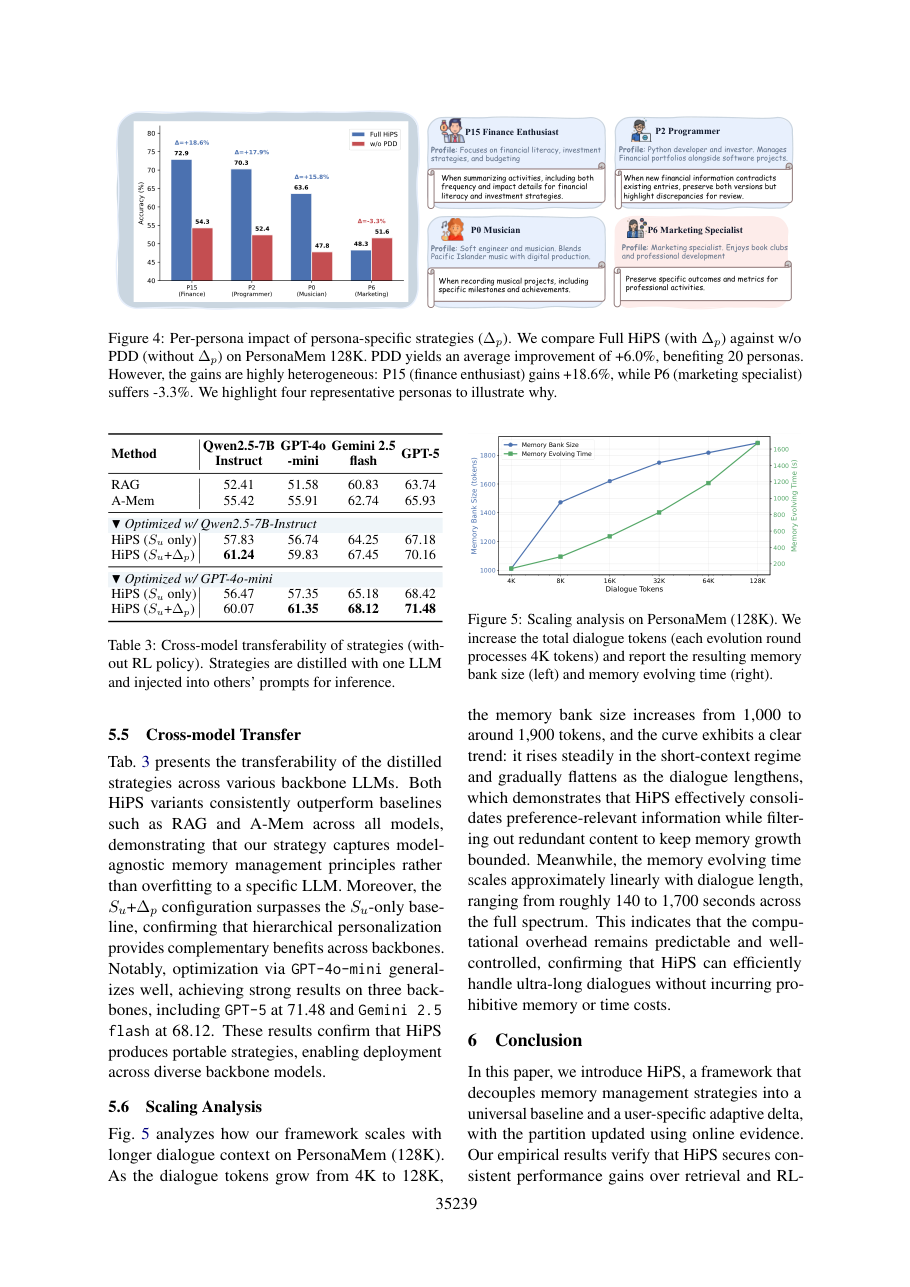 80
75
70
65
60
55
50
45
40
Accuracy (%)
Full HiPS
w/o PDD
Δ=+18.6%
72.9
54.3
Δ=+17.9%
70.3
52.4
Δ=+15.8%
63.6
47.8
Δ=-3.3%
48.3
51.6
P15
(Finance)
P2
(Programmer)
P0
(Musician)
P6
(Marketing)
P15 Finance Enthusiast
Profile: Focuses on financial literacy, investment
strategies, and budgeting
When summarizing activities, including both
frequency and impact details for financial
literacy and investment strategies.
P2 Programmer
Profile: Python developer and investor. Manages
Financial portfolios alongside software projects.
When new financial information contradicts
existing entries, preserve both versions but
highlight discrepancies for review.
P0 Musician
Profile: Soft engineer and musician. Blends
Pacific Islander music with digital production.
When recording musical projects, including
specific milestones and achievements.
P6 Marketing Specialist
Profile: Marketing specialist. Enjoys book clubs
and professional development
Preserve specific outcomes and metrics for
professional activities.
Figure 4: Per-persona impact of persona-specific strategies (Δp). We compare Full HiPS (with Δp) against w/o
PDD (without Δp) on PersonaMem 128K. PDD yields an average improvement of +6.0%, benefiting 20 personas.
However, the gains are highly heterogeneous: P15 (finance enthusiast) gains +18.6%, while P6 (marketing specialist)
suffers -3.3%. We highlight four representative personas to illustrate why.
Method Qwen2.5-7B Instruct GPT-4o -mini Gemini 2.5 flash GPT-5
RAG 52.41 51.58 60.83 63.74
A-Mem 55.42 55.91 62.74 65.93
▼ Optimized w/ Qwen2.5-7B-Instruct
HiPS (Su only) 57.83 56.74 64.25 67.18
HiPS (Su+Δp) 61.24 59.83 67.45 70.16
▼ Optimized w/ GPT-4o-mini
HiPS (Su only) 56.47 57.35 65.18 68.42
HiPS (Su+Δp) 60.07 61.35 68.12 71.48
Table 3: Cross-model transferability of strategies (with-
out RL policy). Strategies are distilled with one LLM
and injected into others' prompts for inference.
5.5 Cross-model Transfer
Tab. 3 presents the transferability of the distilled
strategies across various backbone LLMs. Both
HiPS variants consistently outperform baselines
such as RAG and A-Mem across all models,
demonstrating that our strategy captures model-
agnostic memory management principles rather
than overfitting to a specific LLM. Moreover, the
Su+Δp configuration surpasses the Su-only base-
line, confirming that hierarchical personalization
provides complementary benefits across backbones.
Notably, optimization via GPT-4o-mini general-
izes well, achieving strong results on three back-
bones, including GPT-5 at 71.48 and Gemini 2.5
flash at 68.12. These results confirm that HiPS
produces portable strategies, enabling deployment
across diverse backbone models.
5.6 Scaling Analysis
Fig. 5 analyzes how our framework scales with
longer dialogue context on PersonaMem (128K).
As the dialogue tokens grow from 4K to 128K,
Memory Bank Size
Memory Evolving Time
Memory Bank Size (tokens)
1800
1600
1400
1200
1000
1600
1400
1200
1000
800
600
400
200
Memory Evolving Time (s)
4K 8K 16K 32K 64K 128K
Dialogue Tokens
Figure 5: Scaling analysis on PersonaMem (128K). We
increase the total dialogue tokens (each evolution round
processes 4K tokens) and report the resulting memory
bank size (left) and memory evolving time (right).
the memory bank size increases from 1,000 to
around 1,900 tokens, and the curve exhibits a clear
trend: it rises steadily in the short-context regime
and gradually flattens as the dialogue lengthens,
which demonstrates that HiPS effectively consoli-
dates preference-relevant information while filter-
ing out redundant content to keep memory growth
bounded. Meanwhile, the memory evolving time
scales approximately linearly with dialogue length,
ranging from roughly 140 to 1,700 seconds across
the full spectrum. This indicates that the compu-
tational overhead remains predictable and well-
controlled, confirming that HiPS can efficiently
handle ultra-long dialogues without incurring pro-
hibitive memory or time costs.
6 Conclusion
In this paper, we introduce HiPS, a framework that
decouples memory management strategies into a
universal baseline and a user-specific adaptive delta,
with the partition updated using online evidence.
Our empirical results verify that HiPS secures con-
sistent performance gains over retrieval and RL-
35239